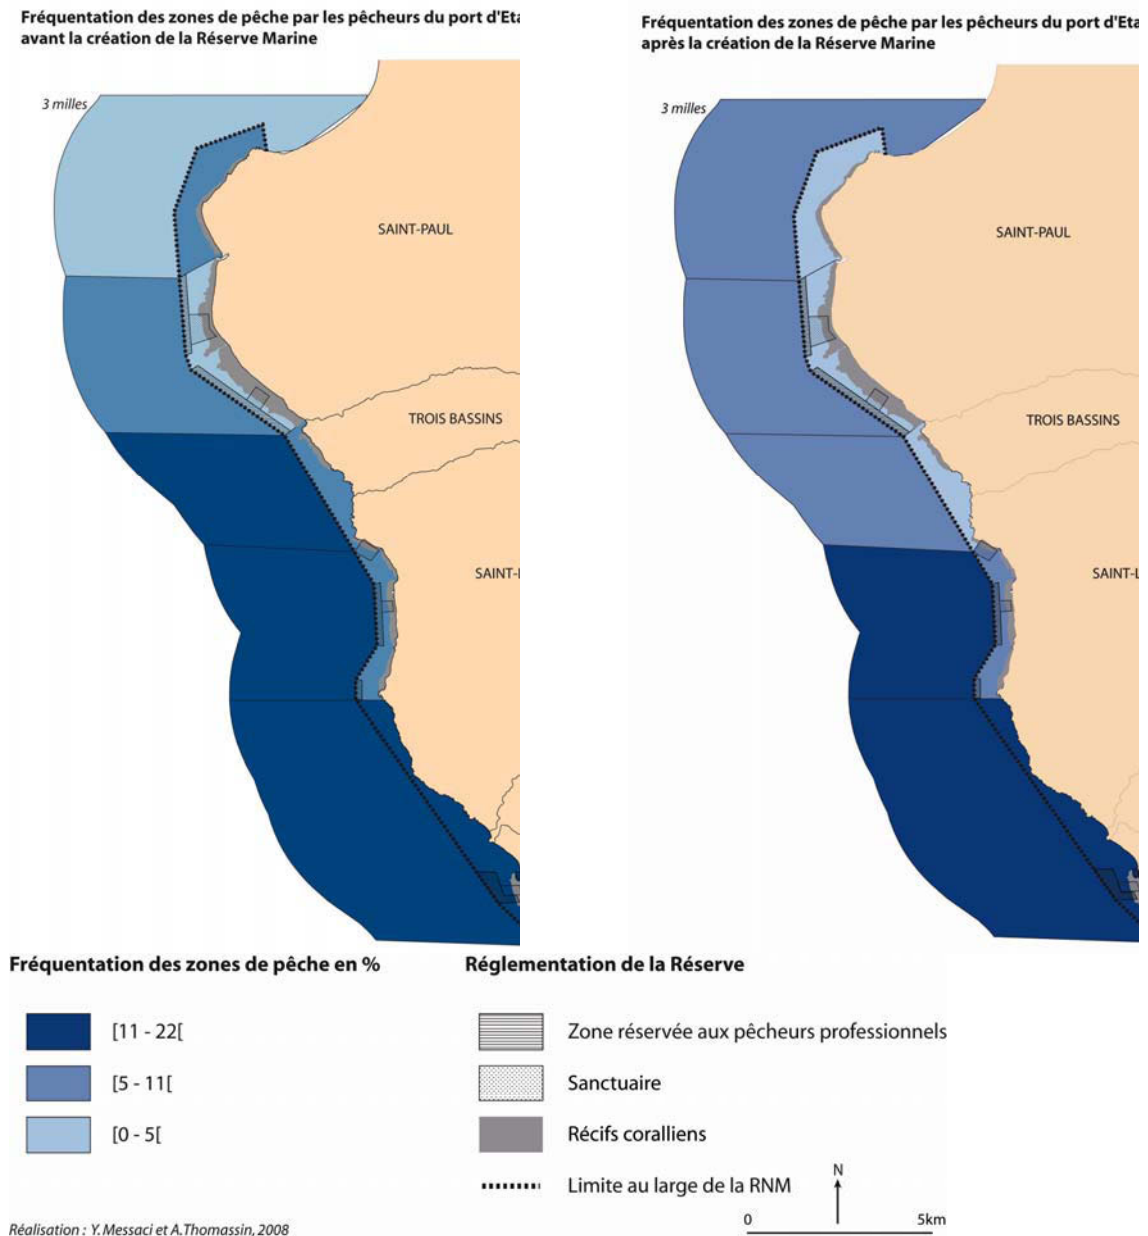 Fréquentation des zones de pêche par les pêcheurs du port d'Eta
avant la création de la Réserve Marine
3 milles
SAINT-PAUL
TROIS BASSINS
SAINT-L
Fréquentation des zones de pêche par les pêcheurs du port d'Eta
après la création de la Réserve Marine
3 milles
SAINT-PAUL
TROIS BASSINS
SAINT-L
Fréquentation des zones de pêche en %
[11 - 22[
[5 - 11[
[0 - 5[
Réglementation de la Réserve
Zone réservée aux pêcheurs professionnels
Sanctuaire
Récifs coralliens
Limite au large de la RNM
N
0 5km
Réalisation : Y. Messaci et A.Thomassin, 2008